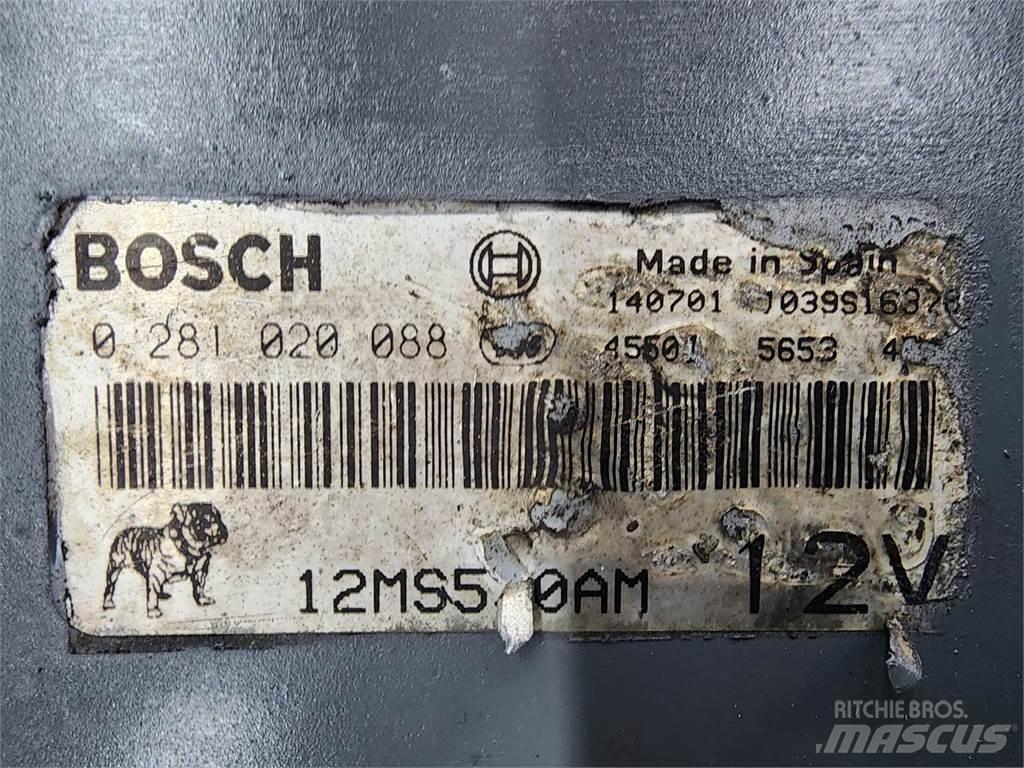 BOSCH
Made in Spain
140701
0 281 020 088
45501 5653
12V
RITCHIE BROS.
MASCUS